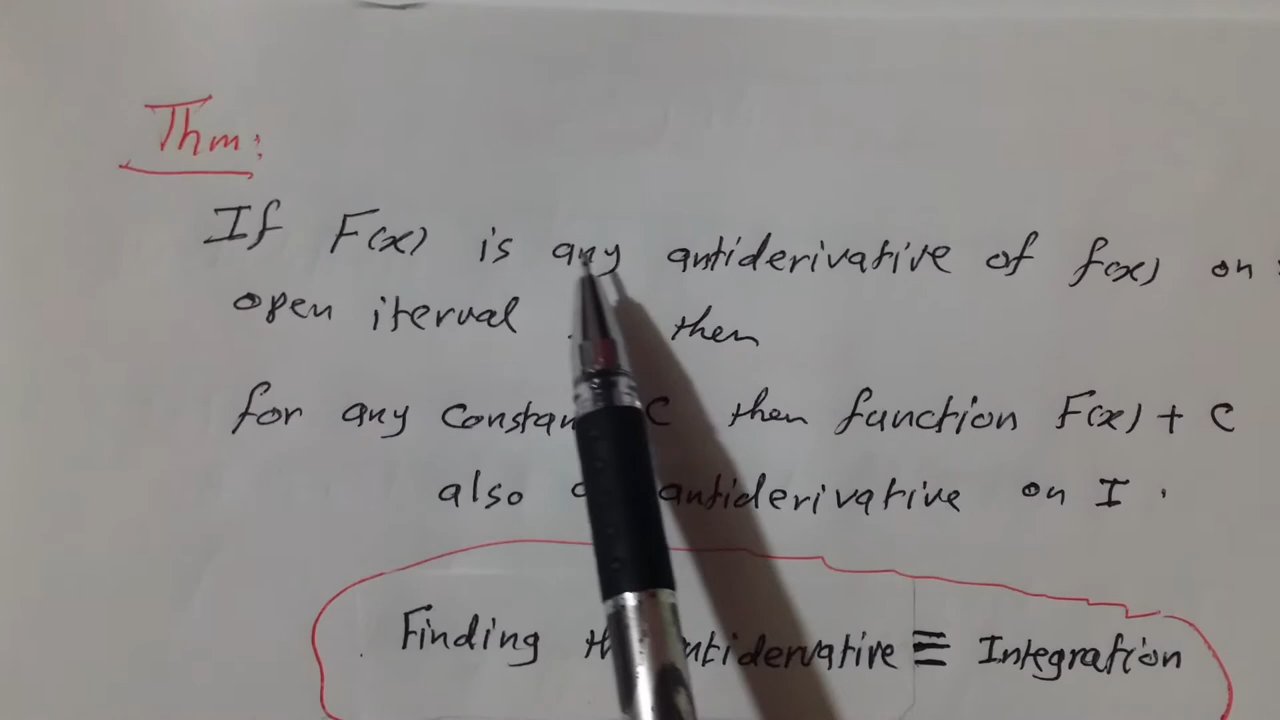 Thm:
If F(x) is any antiderivative of f(x) on
open iterval then
for any constan C then function F(x) + C
also antiderivative on I .
Finding antidervative ≡ Integration